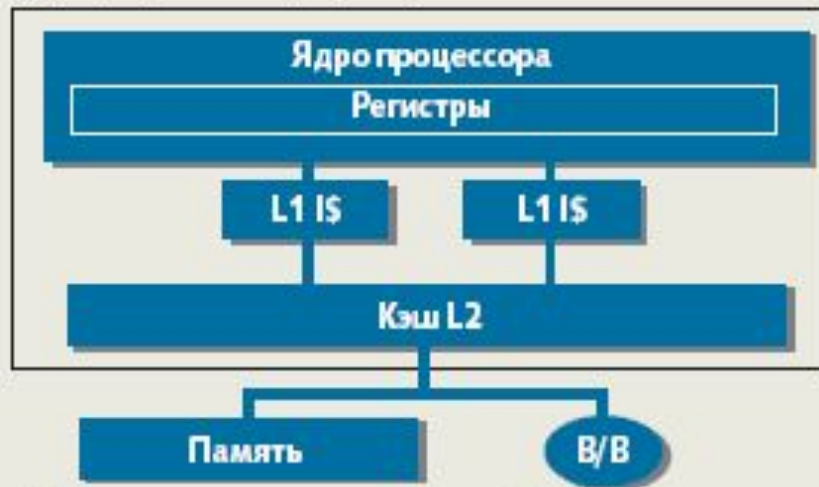 Ядро процессора
Регистры
L1 I$
L1 I$
Кэш L2
Память
В/В